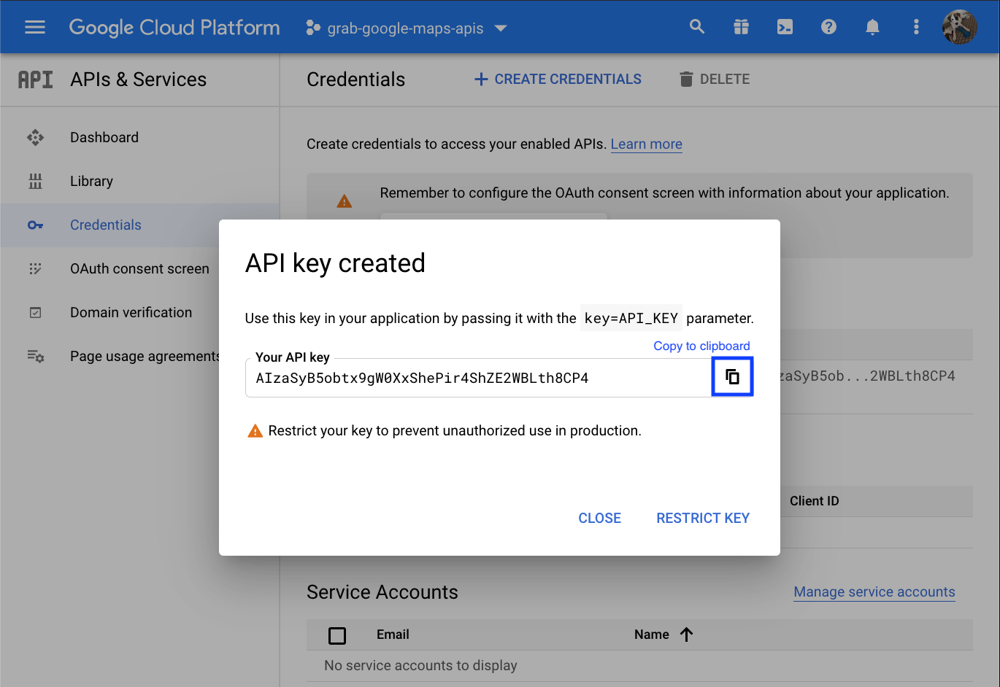 Google Cloud Platform
grab-google-maps-apis
API APIs & Services
Credentials
CREATE CREDENTIALS
DELETE
Dashboard
Library
Credentials
OAuth consent screen
Domain verification
Page usage agreements
Create credentials to access your enabled APIs. Learn more
Remember to configure the OAuth consent screen with information about your application.
API key created
Use this key in your application by passing it with the key=API_KEY parameter.
Copy to clipboard
Your API key
AIzaSyB5obtx9gW0XxShePir4ShZE2WBLth8CP4
Restrict your key to prevent unauthorized use in production.
CLOSE
RESTRICT KEY
zaSyB5ob...2WBLth8CP4
Client ID
Service Accounts
Manage service accounts
Email
Name
No service accounts to display